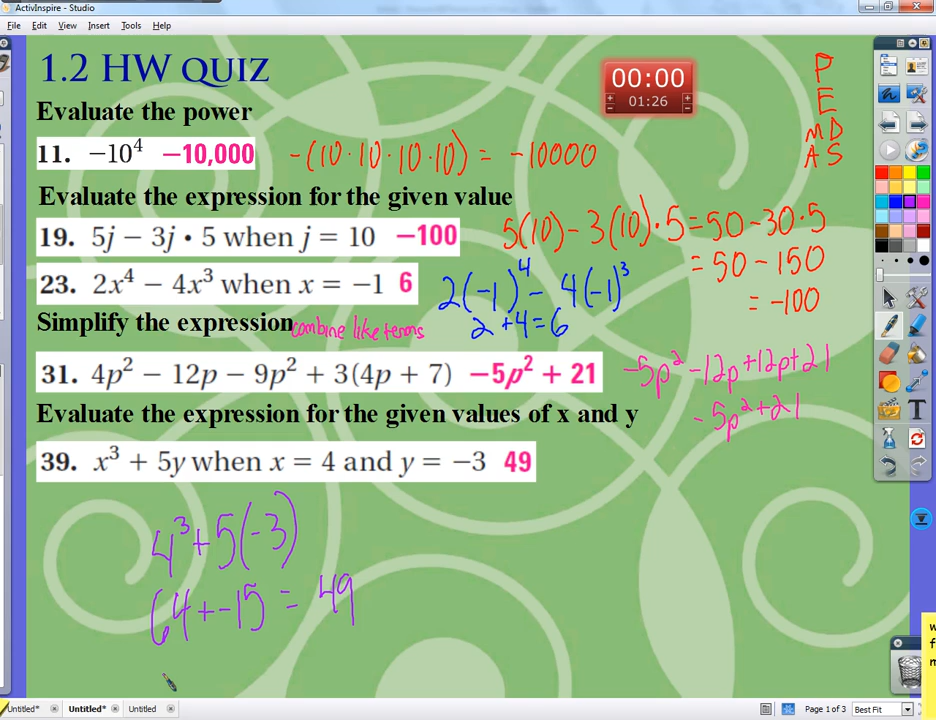 ActivInspire - Studio
File Edit View Insert Tools Help
1.2 HW QUIZ
00:00
01:26
P
E
MD
AS
Evaluate the power
11. −10⁴ −10,000 -(10·10·10·10) = -10000
Evaluate the expression for the given value
19. 5j − 3j • 5 when j = 10 −100 5(10) - 3(10)·5 = 50 - 30·5
= 50 - 150
= -100
23. 2x⁴ − 4x³ when x = −1 6 2(-1)⁴ - 4(-1)³
2 + 4 = 6
Simplify the expression combine like terms
31. 4p² − 12p − 9p² + 3(4p + 7) −5p² + 21 -5p² -12p +12p +21
-5p² + 21
Evaluate the expression for the given values of x and y
39. x³ + 5y when x = 4 and y = −3 49
4³ + 5(-3)
64 + -15 = 49
Untitled* Untitled* Untitled Page 1 of 3 Best Fit